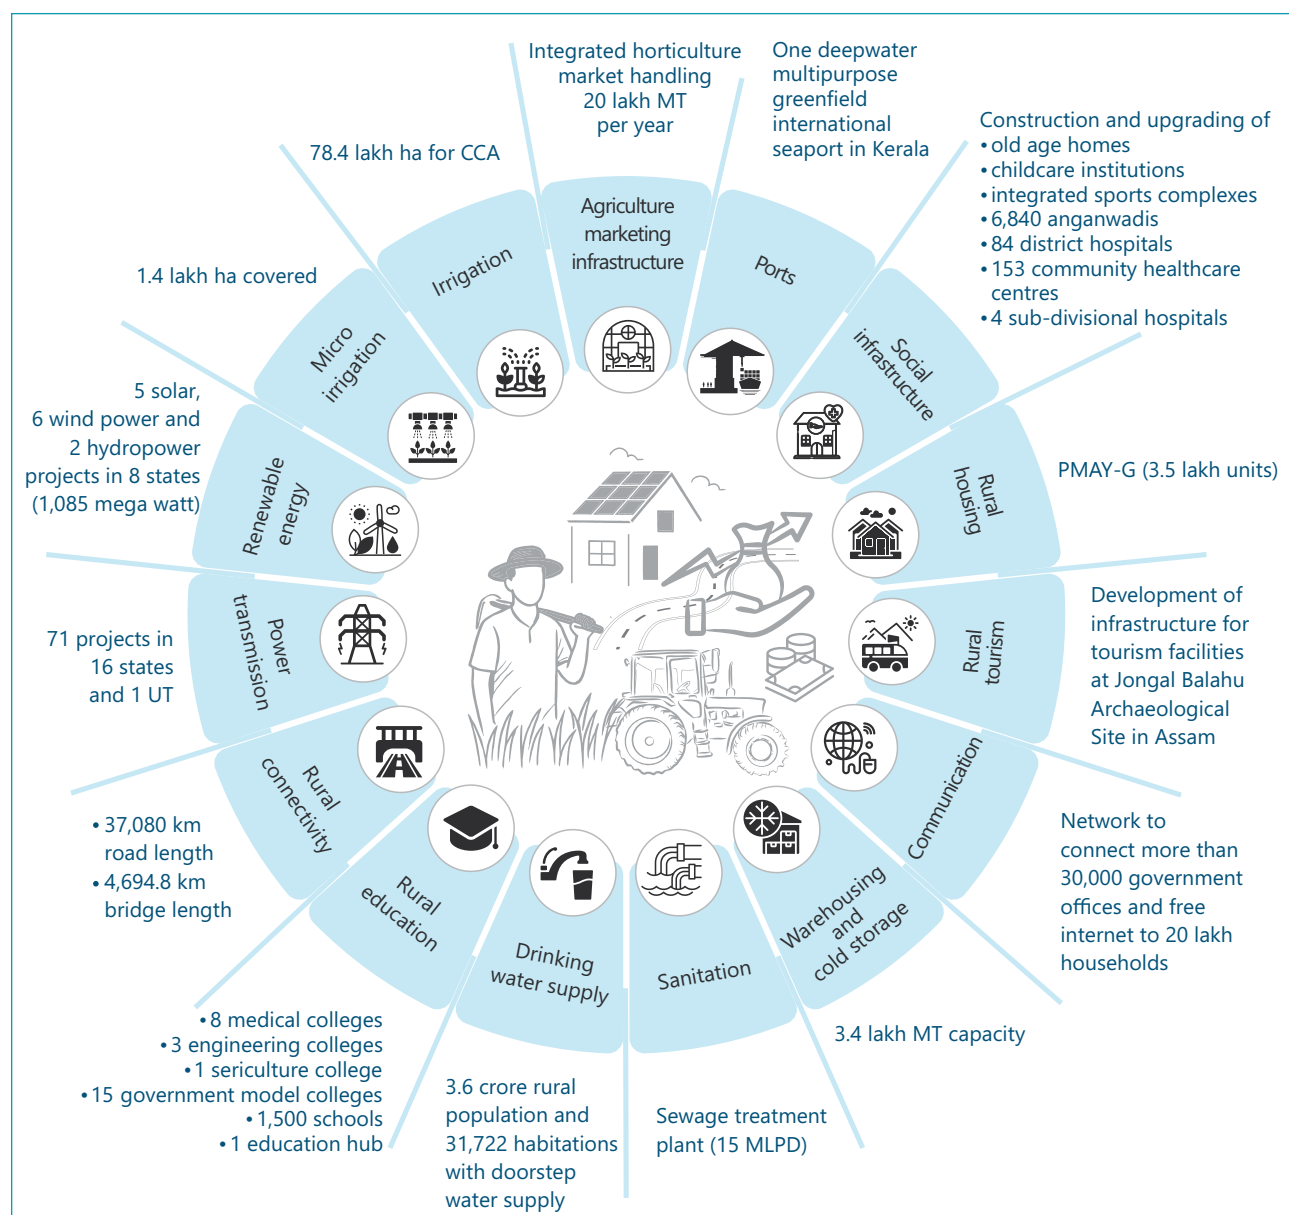 Integrated horticulture
market handling
20 lakh MT
per year
Agriculture
marketing
infrastructure
One deepwater
multipurpose
greenfield
international
seaport in Kerala
Ports
Construction and upgrading of
• old age homes
• childcare institutions
• integrated sports complexes
• 6,840 anganwadis
• 84 district hospitals
• 153 community healthcare
centres
• 4 sub-divisional hospitals
Social
infrastructure
PMAY-G (3.5 lakh units)
Rural
housing
Development of
infrastructure for
tourism facilities
at Jongal Balahu
Archaeological
Site in Assam
Rural
tourism
Network to
connect more than
30,000 government
offices and free
internet to 20 lakh
households
Communication
3.4 lakh MT capacity
Warehousing
and
cold storage
Sewage treatment
plant (15 MLPD)
Sanitation
3.6 crore rural
population and
31,722 habitations
with doorstep
water supply
Drinking
water supply
• 8 medical colleges
• 3 engineering colleges
• 1 sericulture college
• 15 government model colleges
• 1,500 schools
• 1 education hub
Rural
education
• 37,080 km
road length
• 4,694.8 km
bridge length
Rural
connectivity
71 projects in
16 states
and 1 UT
Power
transmission
5 solar,
6 wind power and
2 hydropower
projects in 8 states
(1,085 mega watt)
Renewable
energy
1.4 lakh ha covered
Micro
irrigation
78.4 lakh ha for CCA
Irrigation